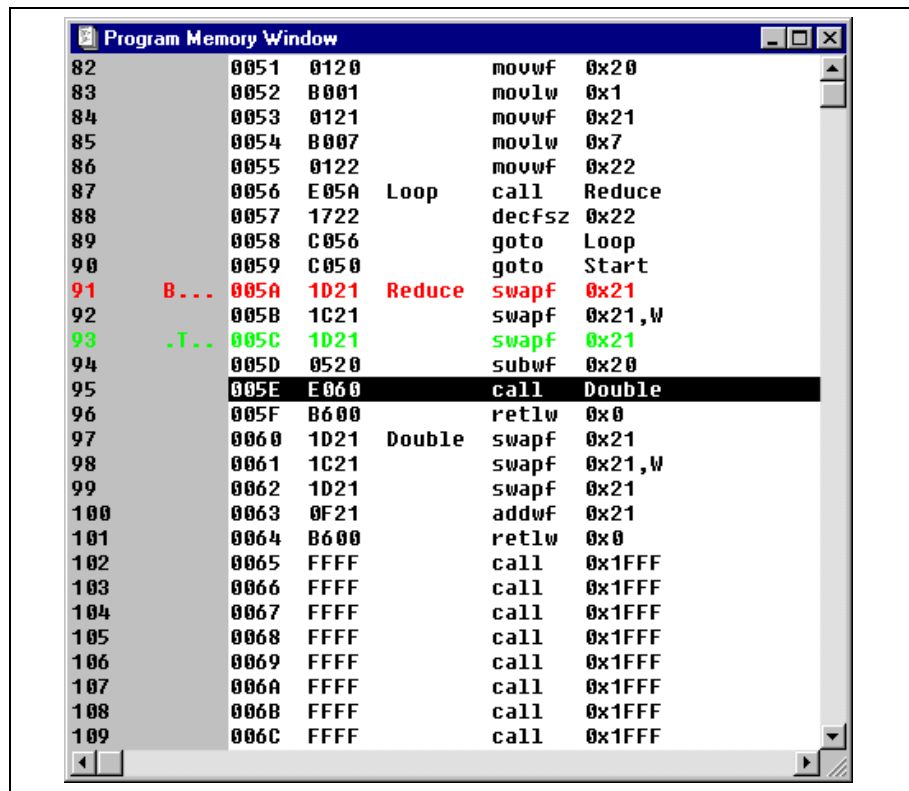 Program Memory Window
82 0051 0120 movwf 0x20
83 0052 B001 movlw 0x1
84 0053 0121 movwf 0x21
85 0054 B007 movlw 0x7
86 0055 0122 movwf 0x22
87 0056 E05A Loop call Reduce
88 0057 1722 decfsz 0x22
89 0058 C056 goto Loop
90 0059 C050 goto Start
91 B... 005A 1D21 Reduce swapf 0x21
92 005B 1C21 swapf 0x21,W
93 .T.. 005C 1D21 swapf 0x21
94 005D 0520 subwf 0x20
95 005E E060 call Double
96 005F B600 retlw 0x0
97 0060 1D21 Double swapf 0x21
98 0061 1C21 swapf 0x21,W
99 0062 1D21 swapf 0x21
100 0063 0F21 addwf 0x21
101 0064 B600 retlw 0x0
102 0065 FFFF call 0x1FFF
103 0066 FFFF call 0x1FFF
104 0067 FFFF call 0x1FFF
105 0068 FFFF call 0x1FFF
106 0069 FFFF call 0x1FFF
107 006A FFFF call 0x1FFF
108 006B FFFF call 0x1FFF
109 006C FFFF call 0x1FFF